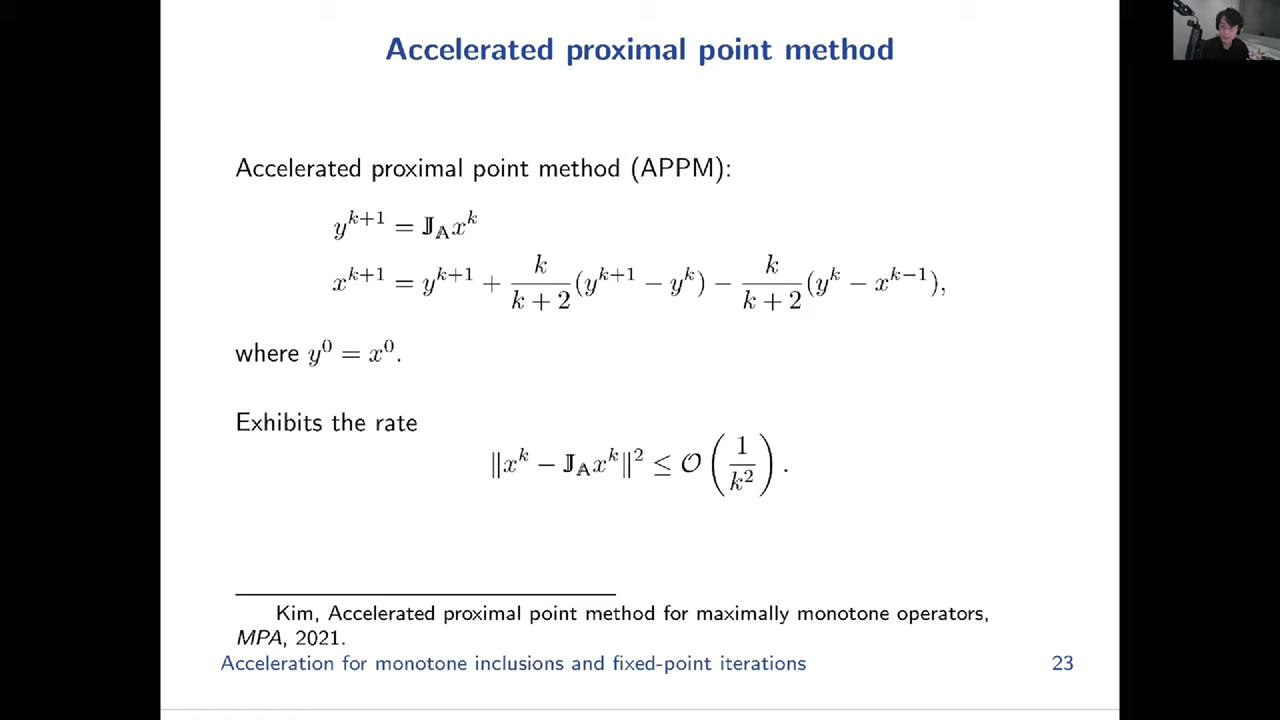 Accelerated proximal point method
Accelerated proximal point method (APPM):
y^{k+1} = 𝕁_𝔸 x^k
x^{k+1} = y^{k+1} + \frac{k}{k+2}(y^{k+1} − y^k) − \frac{k}{k+2}(y^k − x^{k−1}),
where y^0 = x^0.
Exhibits the rate
‖x^k − 𝕁_𝔸 x^k‖^2 ≤ 𝒪(\frac{1}{k^2}).
Kim, Accelerated proximal point method for maximally monotone operators,
MPA, 2021.
Acceleration for monotone inclusions and fixed-point iterations 23